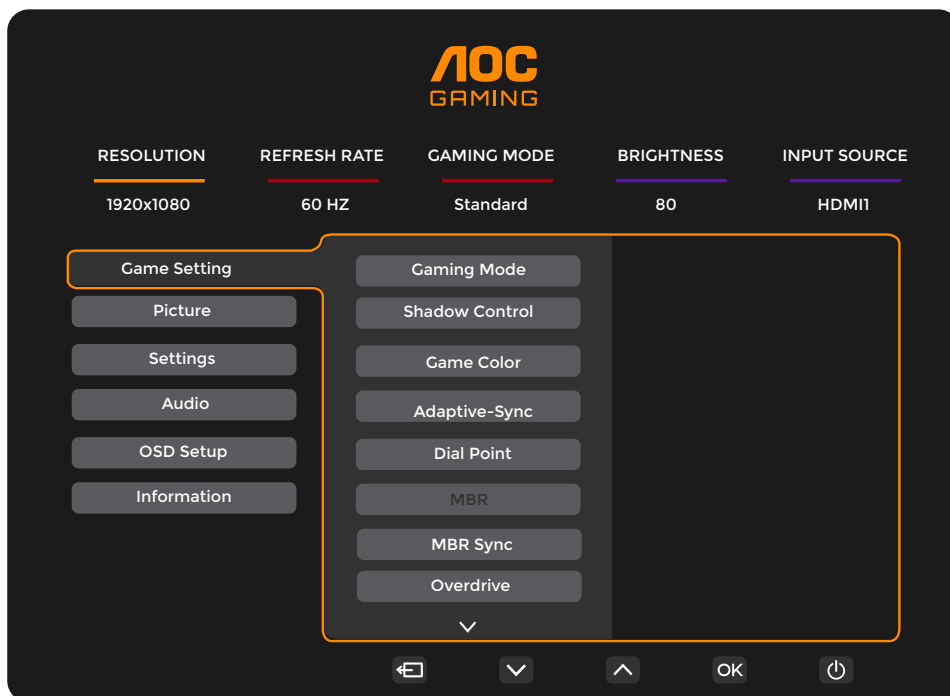 AOC
GAMING
RESOLUTION REFRESH RATE GAMING MODE BRIGHTNESS INPUT SOURCE
1920x1080 60 HZ Standard 80 HDMI1
Game Setting
Picture
Settings
Audio
OSD Setup
Information
Gaming Mode
Shadow Control
Game Color
Adaptive-Sync
Dial Point
MBR
MBR Sync
Overdrive
OK